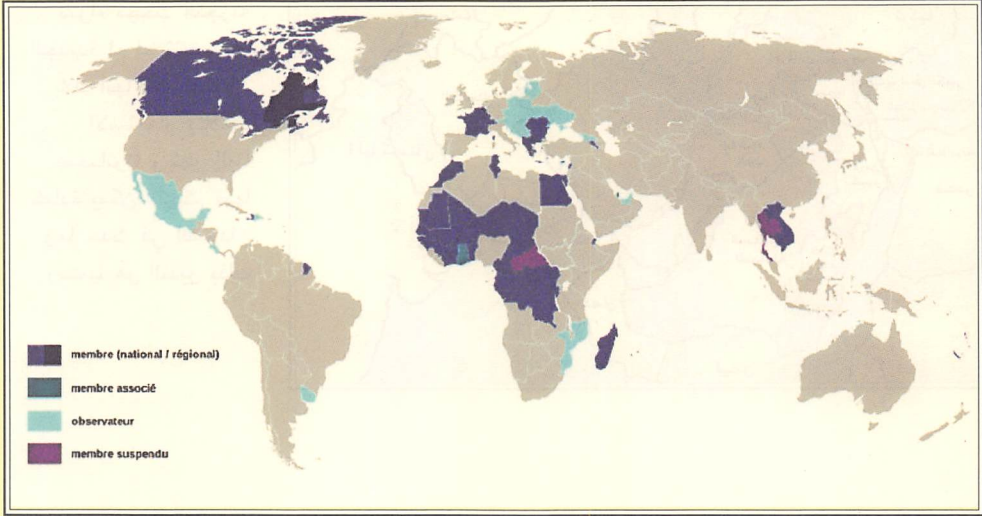 membre (national / régional)
membre associé
observateur
membre suspendu